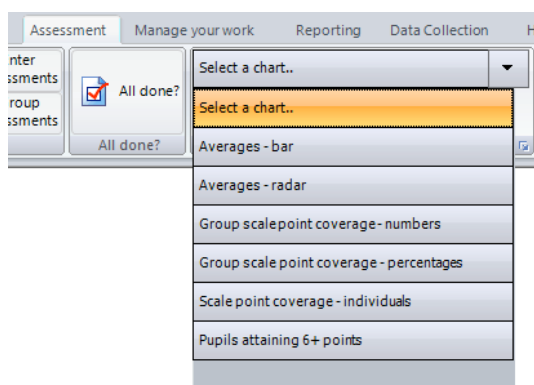 Assessment Manage your work Reporting Data Collection H
nter
ssments
roup
ssments
All done?
All done?
Select a chart..
Select a chart..
Averages - bar
Averages - radar
Group scalepoint coverage - numbers
Group scale point coverage - percentages
Scale point coverage - individuals
Pupils attaining 6+ points